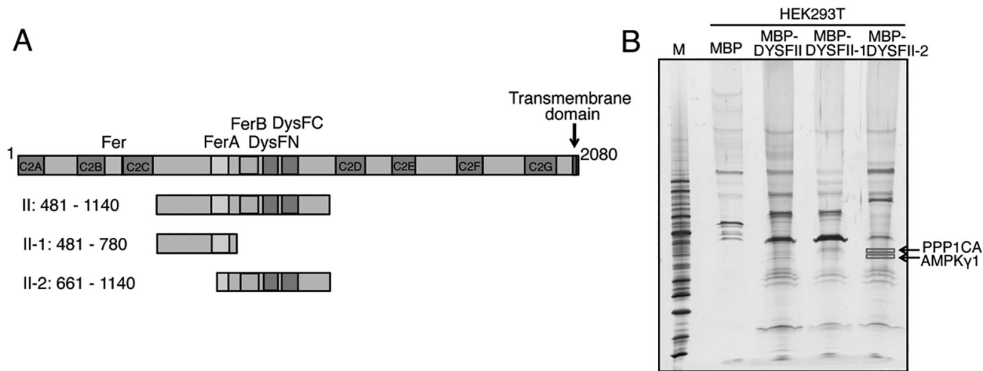 A
Transmembrane
domain
FerB DysFC
Fer FerA DysFN
1 2080
C2A C2B C2C C2D C2E C2F C2G
II: 481 - 1140
II-1: 481 - 780
II-2: 661 - 1140
B
HEK293T
M MBP MBP-DYSFII MBP-DYSFII-1 MBP-DYSFII-2
PPP1CA
AMPKγ1